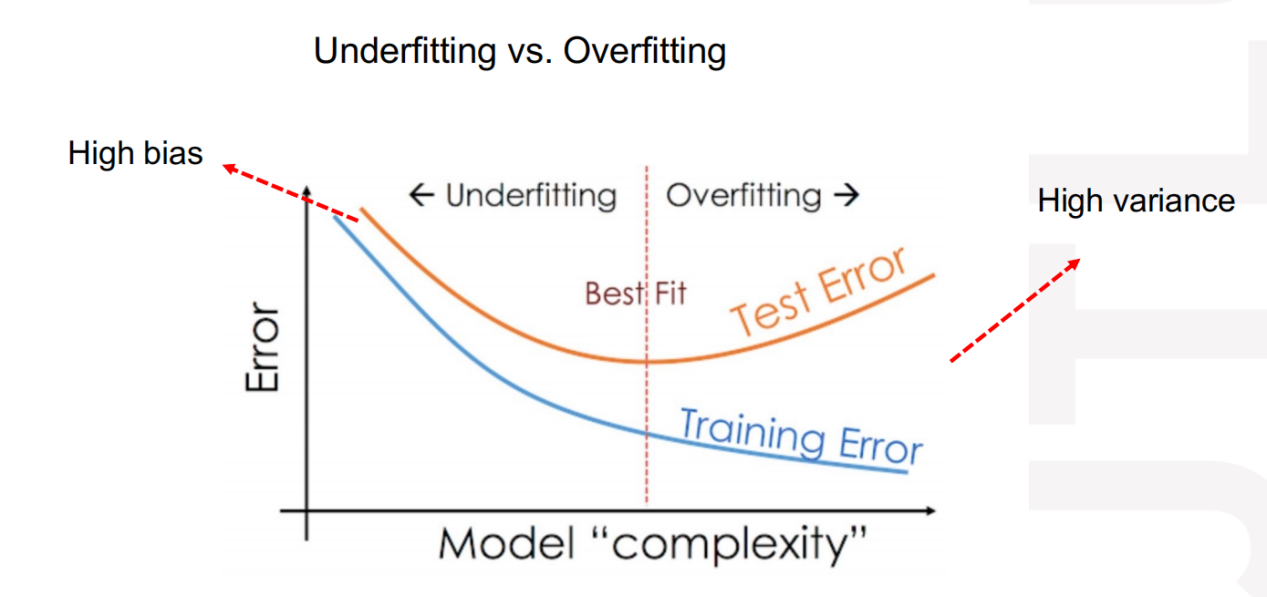 Underfitting vs. Overfitting
High bias
← Underfitting
Overfitting →
High variance
Best Fit
Test Error
Error
Training Error
Model “complexity”